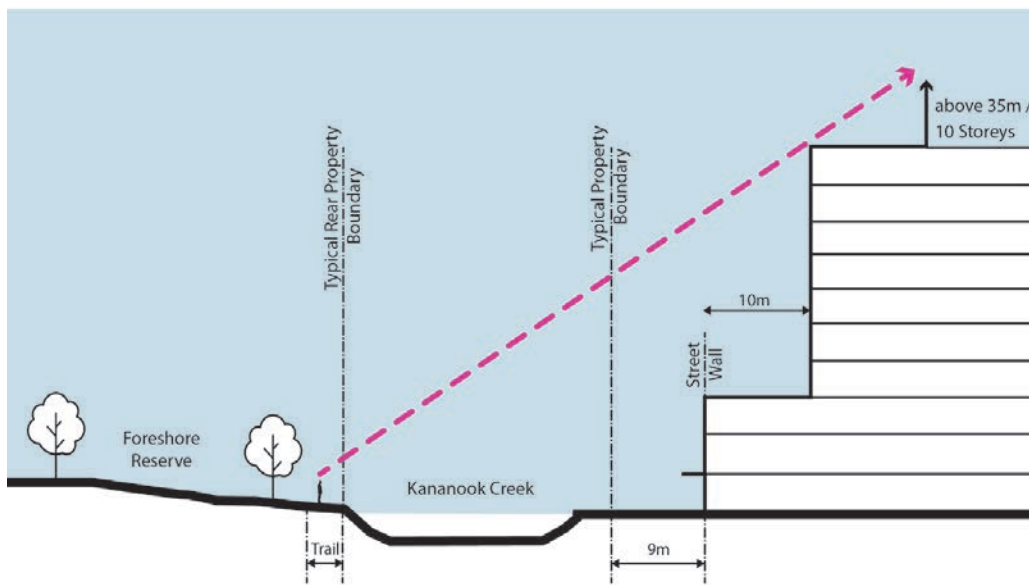 above 35m /
10 Storeys
Typical Rear Property
Boundary
Typical Property
Boundary
10m
Street
Wall
Foreshore
Reserve
Kananook Creek
Trail
9m